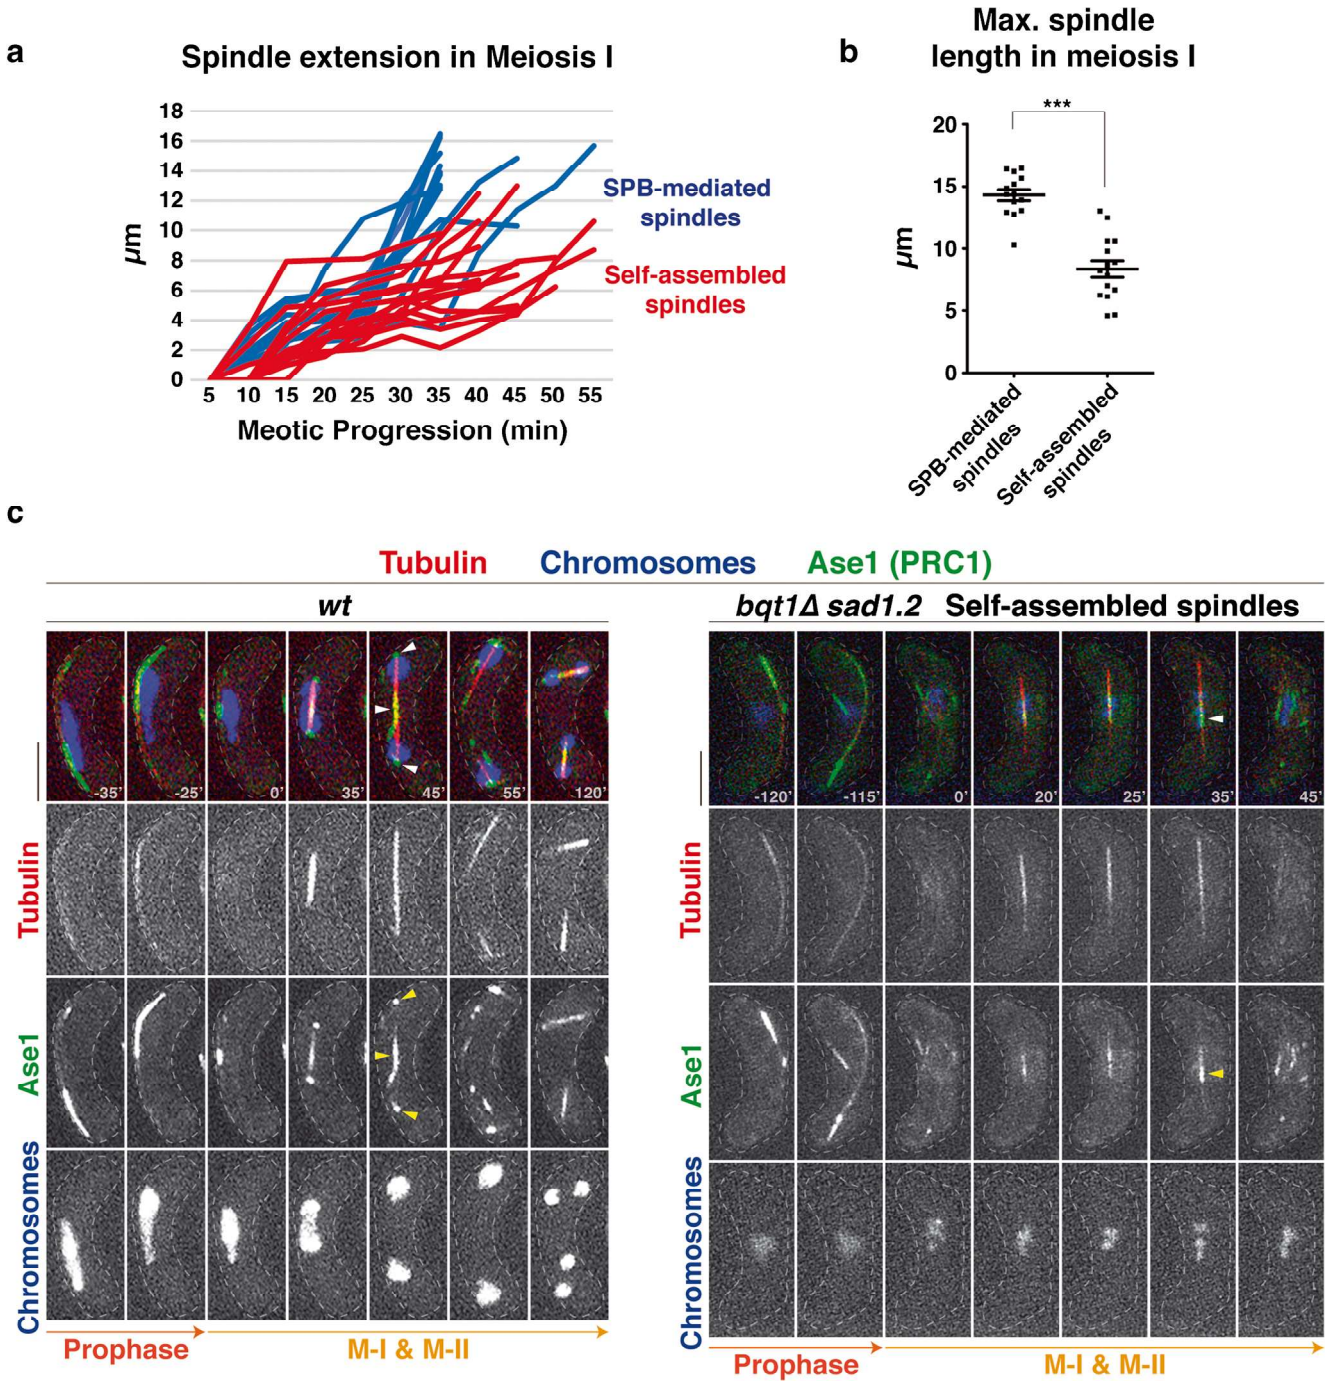 a
Spindle extension in Meiosis I
18
16
14
12
10
8
6
4
2
0
µm
5 10 15 20 25 30 35 40 45 55
Meotic Progression (min)
SPB-mediated
spindles
Self-assembled
spindles
b
Max. spindle
length in meiosis I
***
20
15
10
5
0
µm
SPB-mediated
spindles
Self-assembled
spindles
c
Tubulin Chromosomes Ase1 (PRC1)
wt
-35' -25' 0' 35' 45' 55' 120'
Tubulin
Ase1
Chromosomes
Prophase M-I & M-II
bqt1Δ sad1.2 Self-assembled spindles
-120' -115' 0' 20' 25' 35' 45'
Tubulin
Ase1
Chromosomes
Prophase M-I & M-II